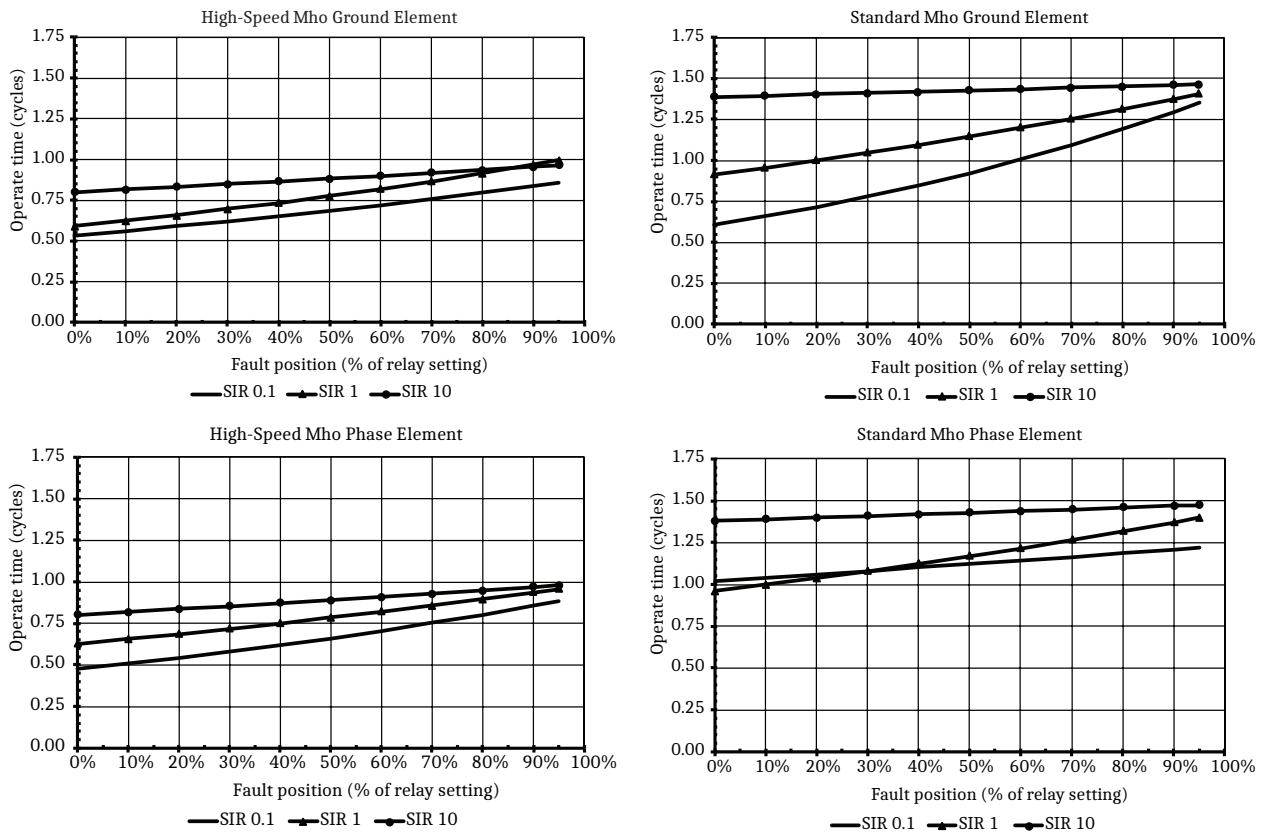 High-Speed Mho Ground Element
Operate time (cycles)
1.75
1.50
1.25
1.00
0.75
0.50
0.25
0.00
0% 10% 20% 30% 40% 50% 60% 70% 80% 90% 100%
Fault position (% of relay setting)
SIR 0.1 SIR 1 SIR 10
Standard Mho Ground Element
Operate time (cycles)
1.75
1.50
1.25
1.00
0.75
0.50
0.25
0.00
0% 10% 20% 30% 40% 50% 60% 70% 80% 90% 100%
Fault position (% of relay setting)
SIR 0.1 SIR 1 SIR 10
High-Speed Mho Phase Element
Operate time (cycles)
1.75
1.50
1.25
1.00
0.75
0.50
0.25
0.00
0% 10% 20% 30% 40% 50% 60% 70% 80% 90% 100%
Fault position (% of relay setting)
SIR 0.1 SIR 1 SIR 10
Standard Mho Phase Element
Operate time (cycles)
1.75
1.50
1.25
1.00
0.75
0.50
0.25
0.00
0% 10% 20% 30% 40% 50% 60% 70% 80% 90% 100%
Fault position (% of relay setting)
SIR 0.1 SIR 1 SIR 10